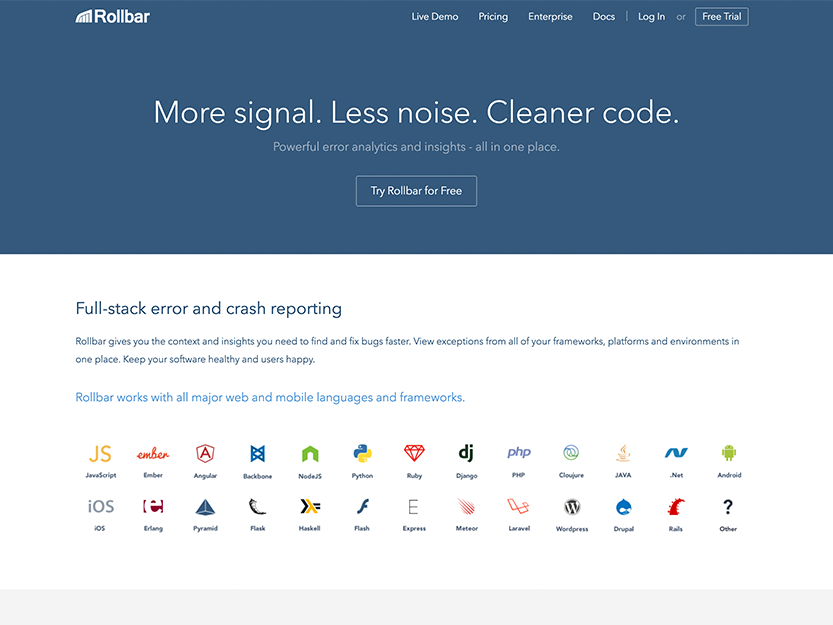 Rollbar
Live Demo Pricing Enterprise Docs | Log In or Free Trial
More signal. Less noise. Cleaner code.
Powerful error analytics and insights - all in one place.
Try Rollbar for Free
Full-stack error and crash reporting
Rollbar gives you the context and insights you need to find and fix bugs faster. View exceptions from all of your frameworks, platforms and environments in
one place. Keep your software healthy and users happy.
Rollbar works with all major web and mobile languages and frameworks.
JS ember dj php
JavaScript Ember Angular Backbone NodeJS Python Ruby Django PHP Cloujure JAVA .Net Android
iOS E ?
iOS Erlang Pyramid Flask Haskell Flash Express Meteor Laravel Wordpress Drupal Rails Other